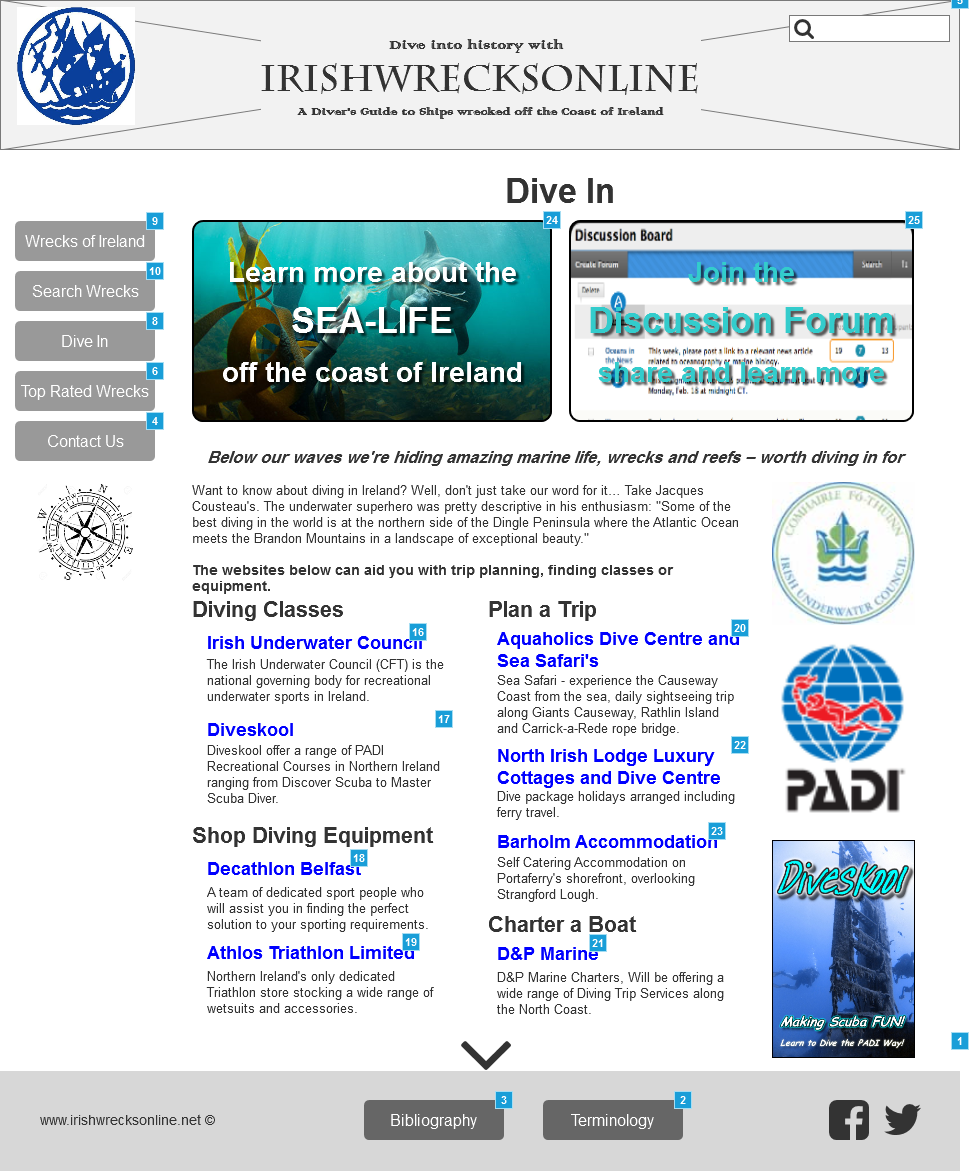 5
Dive into history with
IRISHWRECKSONLINE
A Diver's Guide to Ships wrecked off the Coast of Ireland
Dive In
9
Wrecks of Ireland
10
Search Wrecks
8
Dive In
6
Top Rated Wrecks
4
Contact Us
N
W
E
S
24
Learn more about the
SEA-LIFE
off the coast of Ireland
25
Discussion Board
Create Forum
Search
Join the
Delete
A
Discussion Forum
Oceans in the News
This week, please post a link to a relevant news article
related to oceanography or marine biology.
19 7 13
share and learn more
Monday, Feb. 18 at midnight CT.
Below our waves we're hiding amazing marine life, wrecks and reefs – worth diving in for
Want to know about diving in Ireland? Well, don't just take our word for it... Take Jacques
Cousteau's. The underwater superhero was pretty descriptive in his enthusiasm: "Some of the
best diving in the world is at the northern side of the Dingle Peninsula where the Atlantic Ocean
meets the Brandon Mountains in a landscape of exceptional beauty."
The websites below can aid you with trip planning, finding classes or
equipment.
Diving Classes
16
Irish Underwater Council
The Irish Underwater Council (CFT) is the
national governing body for recreational
underwater sports in Ireland.
17
Diveskool
Diveskool offer a range of PADI
Recreational Courses in Northern Ireland
ranging from Discover Scuba to Master
Scuba Diver.
Shop Diving Equipment
18
Decathlon Belfast
A team of dedicated sport people who
will assist you in finding the perfect
solution to your sporting requirements.
19
Athlos Triathlon Limited
Northern Ireland's only dedicated
Triathlon store stocking a wide range of
wetsuits and accessories.
Plan a Trip
20
Aquaholics Dive Centre and
Sea Safari's
Sea Safari - experience the Causeway
Coast from the sea, daily sightseeing trip
along Giants Causeway, Rathlin Island
and Carrick-a-Rede rope bridge.
22
North Irish Lodge Luxury
Cottages and Dive Centre
Dive package holidays arranged including
ferry travel.
23
Barholm Accommodation
Self Catering Accommodation on
Portaferry's shorefront, overlooking
Strangford Lough.
Charter a Boat
21
D&P Marine
D&P Marine Charters, Will be offering a
wide range of Diving Trip Services along
the North Coast.
COMHAIRLE FÓ-THUINN
IRISH UNDERWATER COUNCIL
PADI
DIVESKOOL
Making Scuba FUN!
Learn to Dive the PADI Way!
1
www.irishwrecksonline.net ©
3
Bibliography
2
Terminology